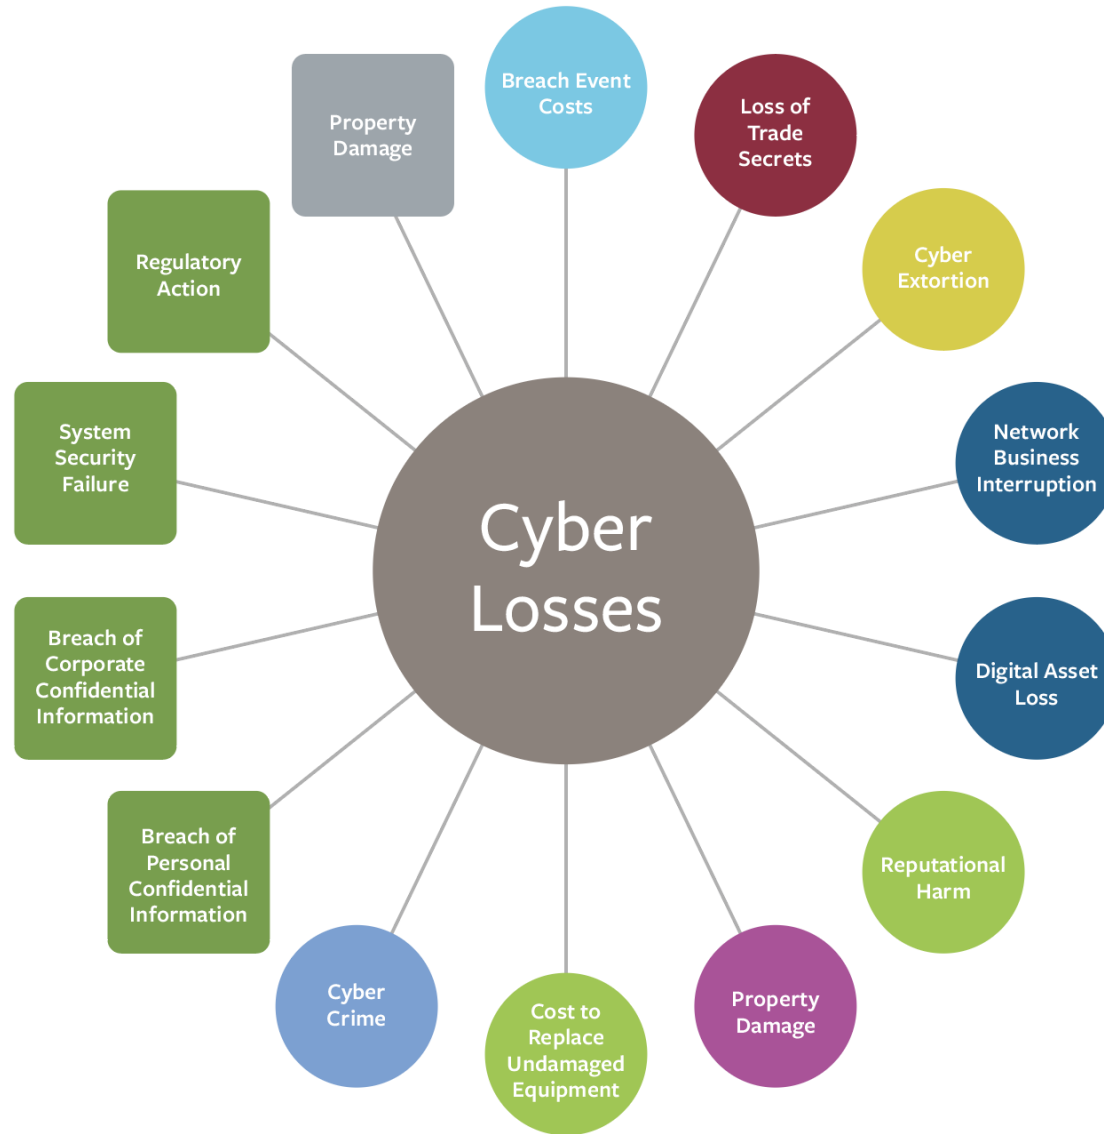 Breach Event
Costs
Loss of
Trade
Secrets
Cyber
Extortion
Network
Business
Interruption
Digital Asset
Loss
Reputational
Harm
Property
Damage
Cost to
Replace
Undamaged
Equipment
Cyber
Crime
Breach of
Personal
Confidential
Information
Breach of
Corporate
Confidential
Information
System
Security
Failure
Regulatory
Action
Property
Damage
Cyber
Losses